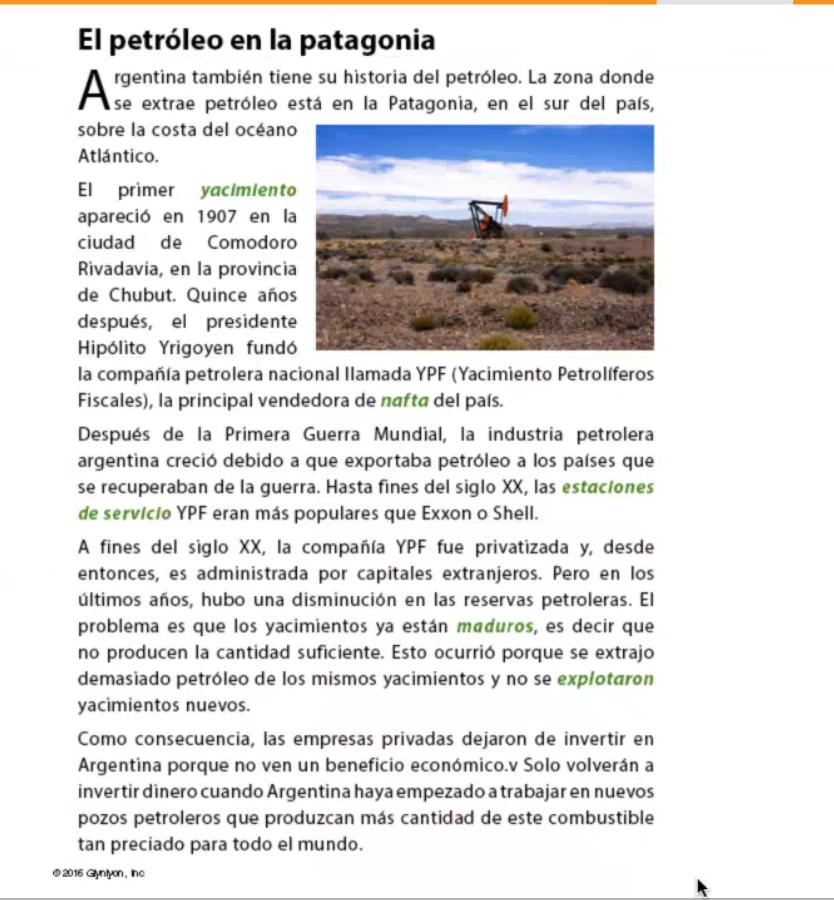 El petróleo en la patagonia
Argentina también tiene su historia del petróleo. La zona donde
se extrae petróleo está en la Patagonia, en el sur del país,
sobre la costa del océano
Atlántico.
El primer yacimiento
apareció en 1907 en la
ciudad de Comodoro
Rivadavia, en la provincia
de Chubut. Quince años
después, el presidente
Hipólito Yrigoyen fundó
la compañía petrolera nacional llamada YPF (Yacimiento Petrolíferos
Fiscales), la principal vendedora de nafta del país.
Después de la Primera Guerra Mundial, la industria petrolera
argentina creció debido a que exportaba petróleo a los países que
se recuperaban de la guerra. Hasta fines del siglo XX, las estaciones
de servicio YPF eran más populares que Exxon o Shell.
A fines del siglo XX, la compañía YPF fue privatizada y, desde
entonces, es administrada por capitales extranjeros. Pero en los
últimos años, hubo una disminución en las reservas petroleras. El
problema es que los yacimientos ya están maduros, es decir que
no producen la cantidad suficiente. Esto ocurrió porque se extrajo
demasiado petróleo de los mismos yacimientos y no se explotaron
yacimientos nuevos.
Como consecuencia, las empresas privadas dejaron de invertir en
Argentina porque no ven un beneficio económico.v Solo volverán a
invertir dinero cuando Argentina haya empezado a trabajar en nuevos
pozos petroleros que produzcan más cantidad de este combustible
tan preciado para todo el mundo.
© 2016 Glynlyon, Inc